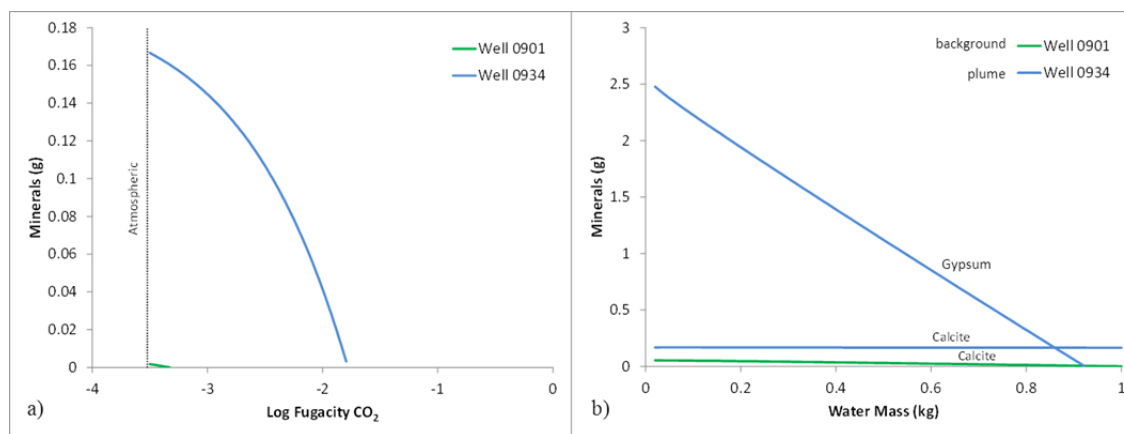 0.18
0.16
0.14
0.12
0.1
0.08
0.06
0.04
0.02
0
Minerals (g)
Atmospheric
Well 0901
Well 0934
-4
-3
-2
-1
0
Log Fugacity CO2
a)
3
2.5
2
1.5
1
0.5
0
Minerals (g)
background Well 0901
plume Well 0934
Gypsum
Calcite
Calcite
0
0.2
0.4
0.6
0.8
1
Water Mass (kg)
b)